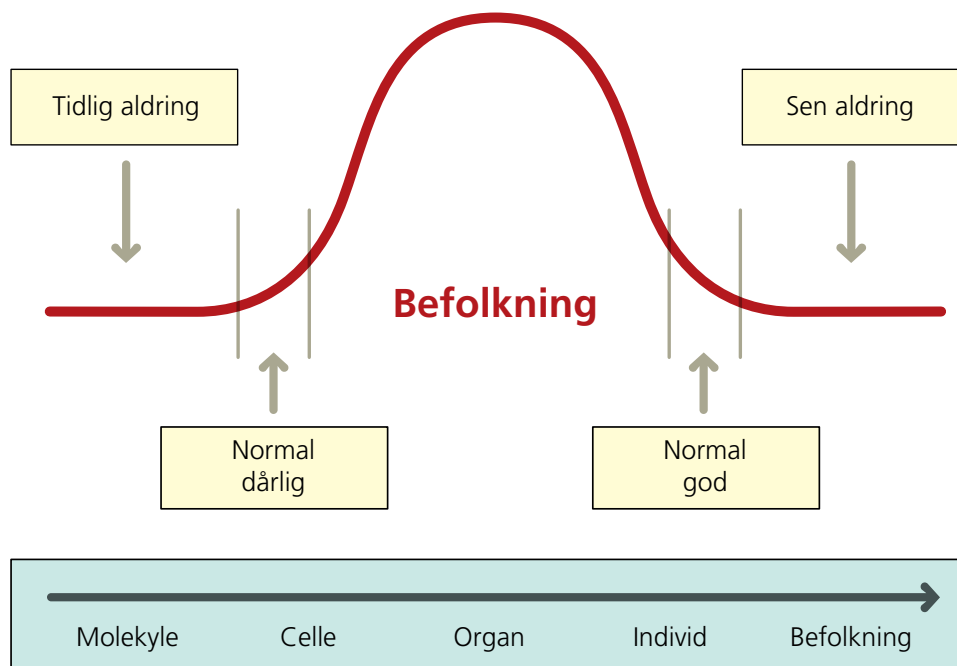 Tidlig aldring
Sen aldring
Befolkning
Normal
dårlig
Normal
god
Molekyle Celle Organ Individ Befolkning